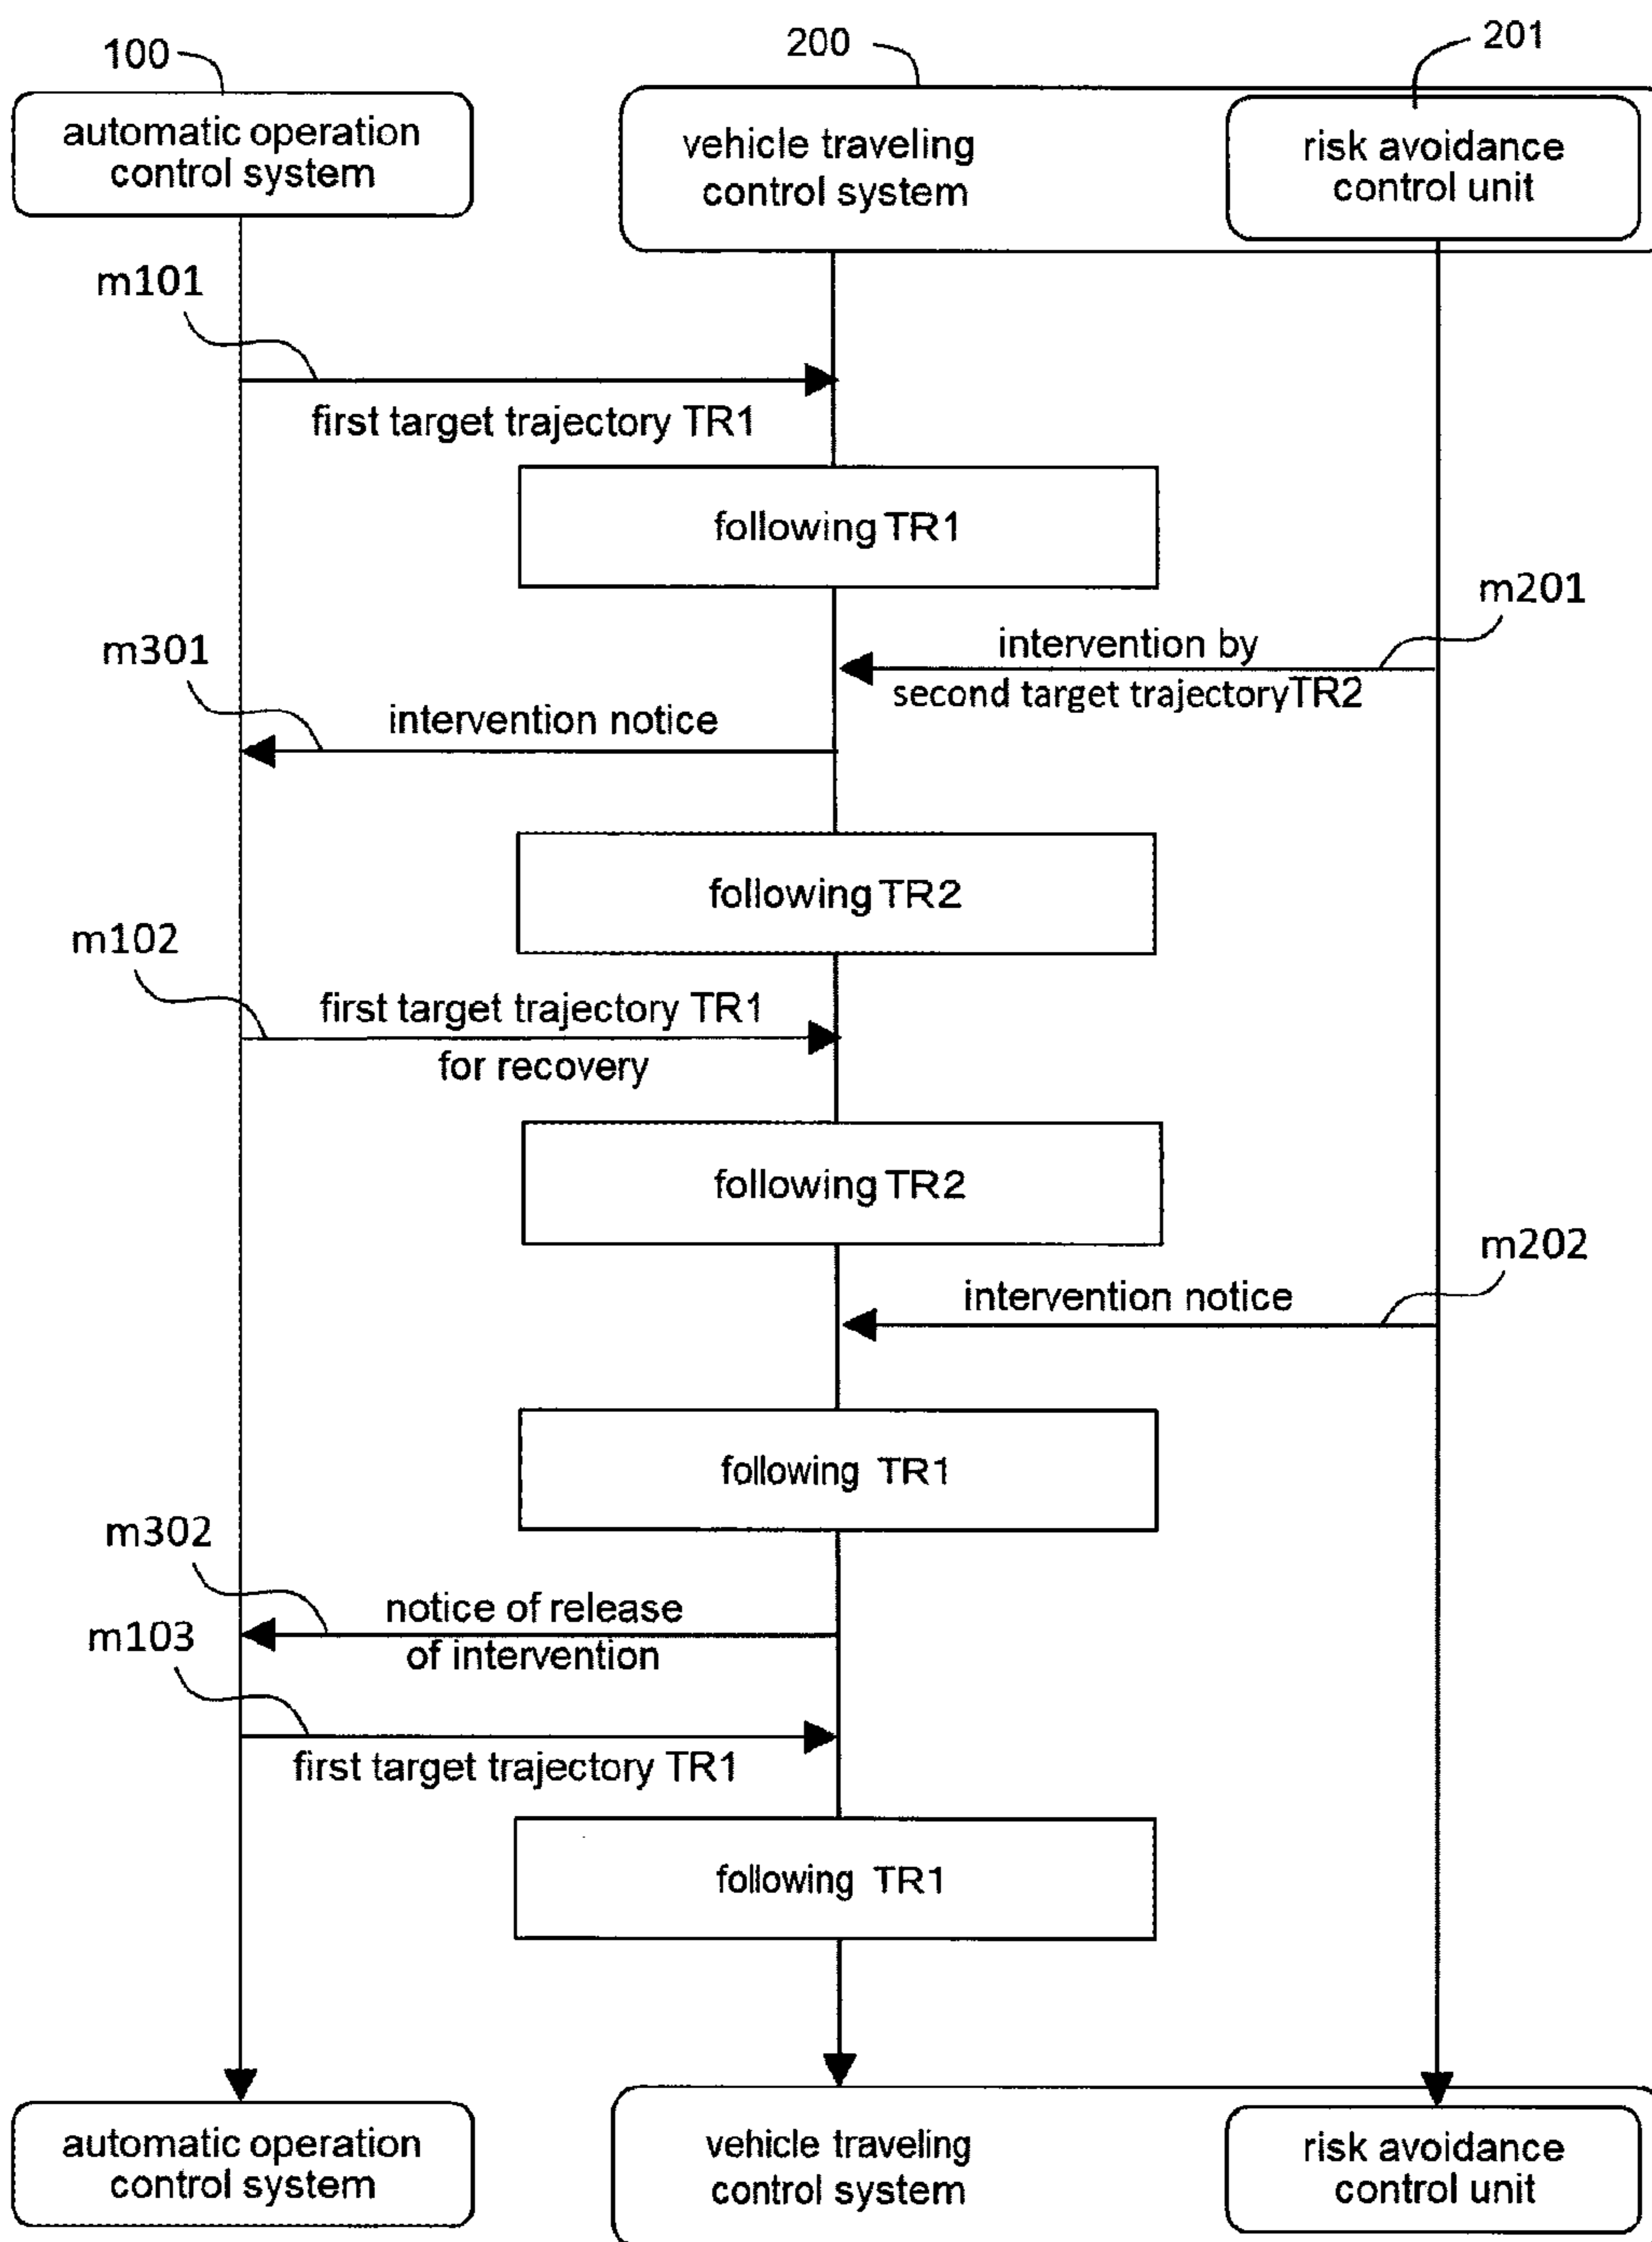 100
200
201
automatic operation
control system
vehicle traveling
control system
risk avoidance
control unit
m101
first target trajectory TR1
following TR1
m201
intervention by
second target trajectoryTR2
m301
intervention notice
following TR2
m102
first target trajectory TR1
for recovery
following TR2
m202
intervention notice
following TR1
m302
notice of release
of intervention
m103
first target trajectory TR1
following TR1
automatic operation
control system
vehicle traveling
control system
risk avoidance
control unit